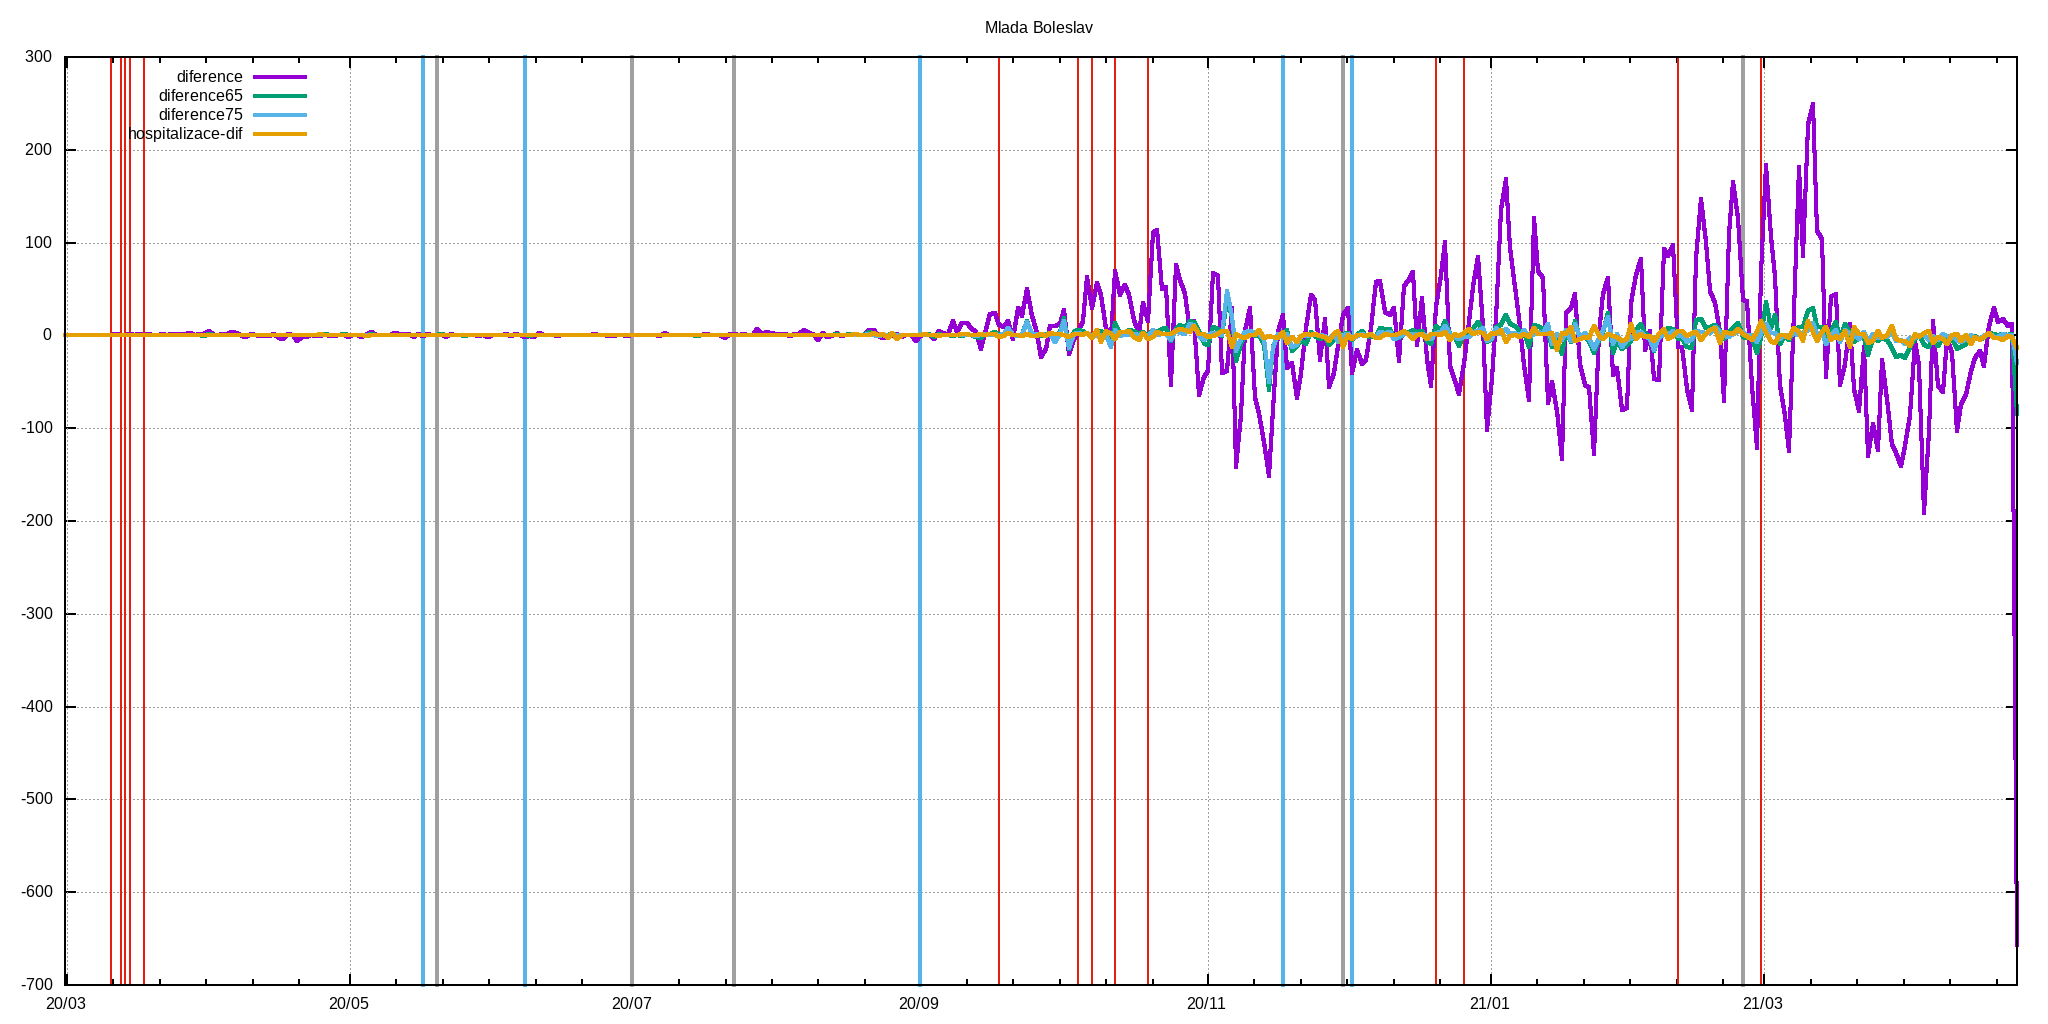 Mlada Boleslav
300
200
100
0
-100
-200
-300
-400
-500
-600
-700
diference
diference65
diference75
hospitalizace-dif
20/03 20/05 20/07 20/09 20/11 21/01 21/03